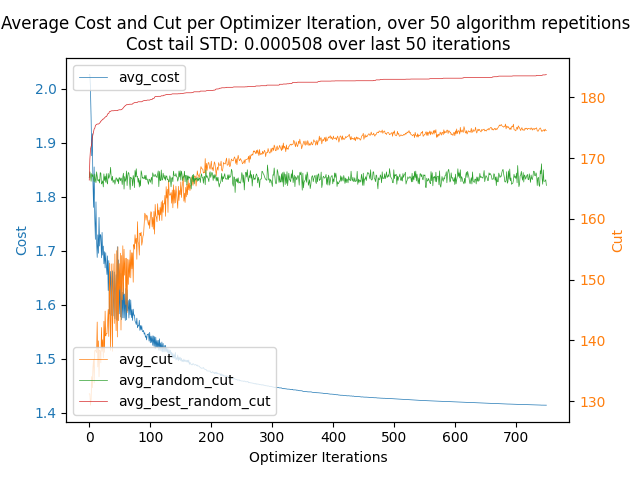 Average Cost and Cut per Optimizer Iteration, over 50 algorithm repetitions
Cost tail STD: 0.000508 over last 50 iterations
avg_cost
2.0
1.9
1.8
1.7
1.6
1.5
1.4
Cost
180
170
160
150
140
130
Cut
avg_cut
avg_random_cut
avg_best_random_cut
0 100 200 300 400 500 600 700
Optimizer Iterations